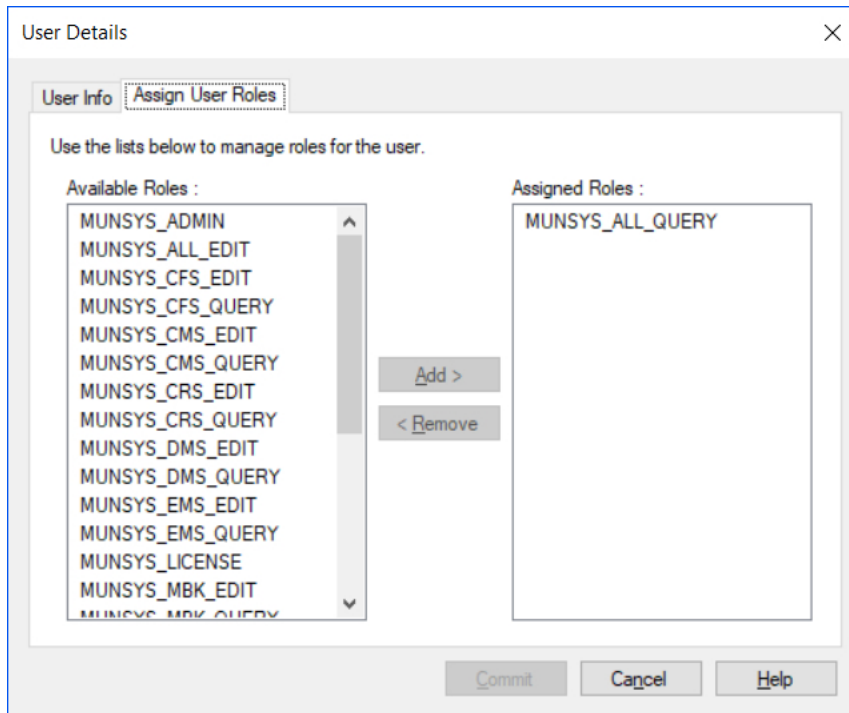 User Details
User Info
Assign User Roles
Use the lists below to manage roles for the user.
Available Roles :
MUNSYS_ADMIN
MUNSYS_ALL_EDIT
MUNSYS_CFS_EDIT
MUNSYS_CFS_QUERY
MUNSYS_CMS_EDIT
MUNSYS_CMS_QUERY
MUNSYS_CRS_EDIT
MUNSYS_CRS_QUERY
MUNSYS_DMS_EDIT
MUNSYS_DMS_QUERY
MUNSYS_EMS_EDIT
MUNSYS_EMS_QUERY
MUNSYS_LICENSE
MUNSYS_MBK_EDIT
MUNSYS_MBK_QUERY
Add >
< Remove
Assigned Roles :
MUNSYS_ALL_QUERY
Commit
Cancel
Help